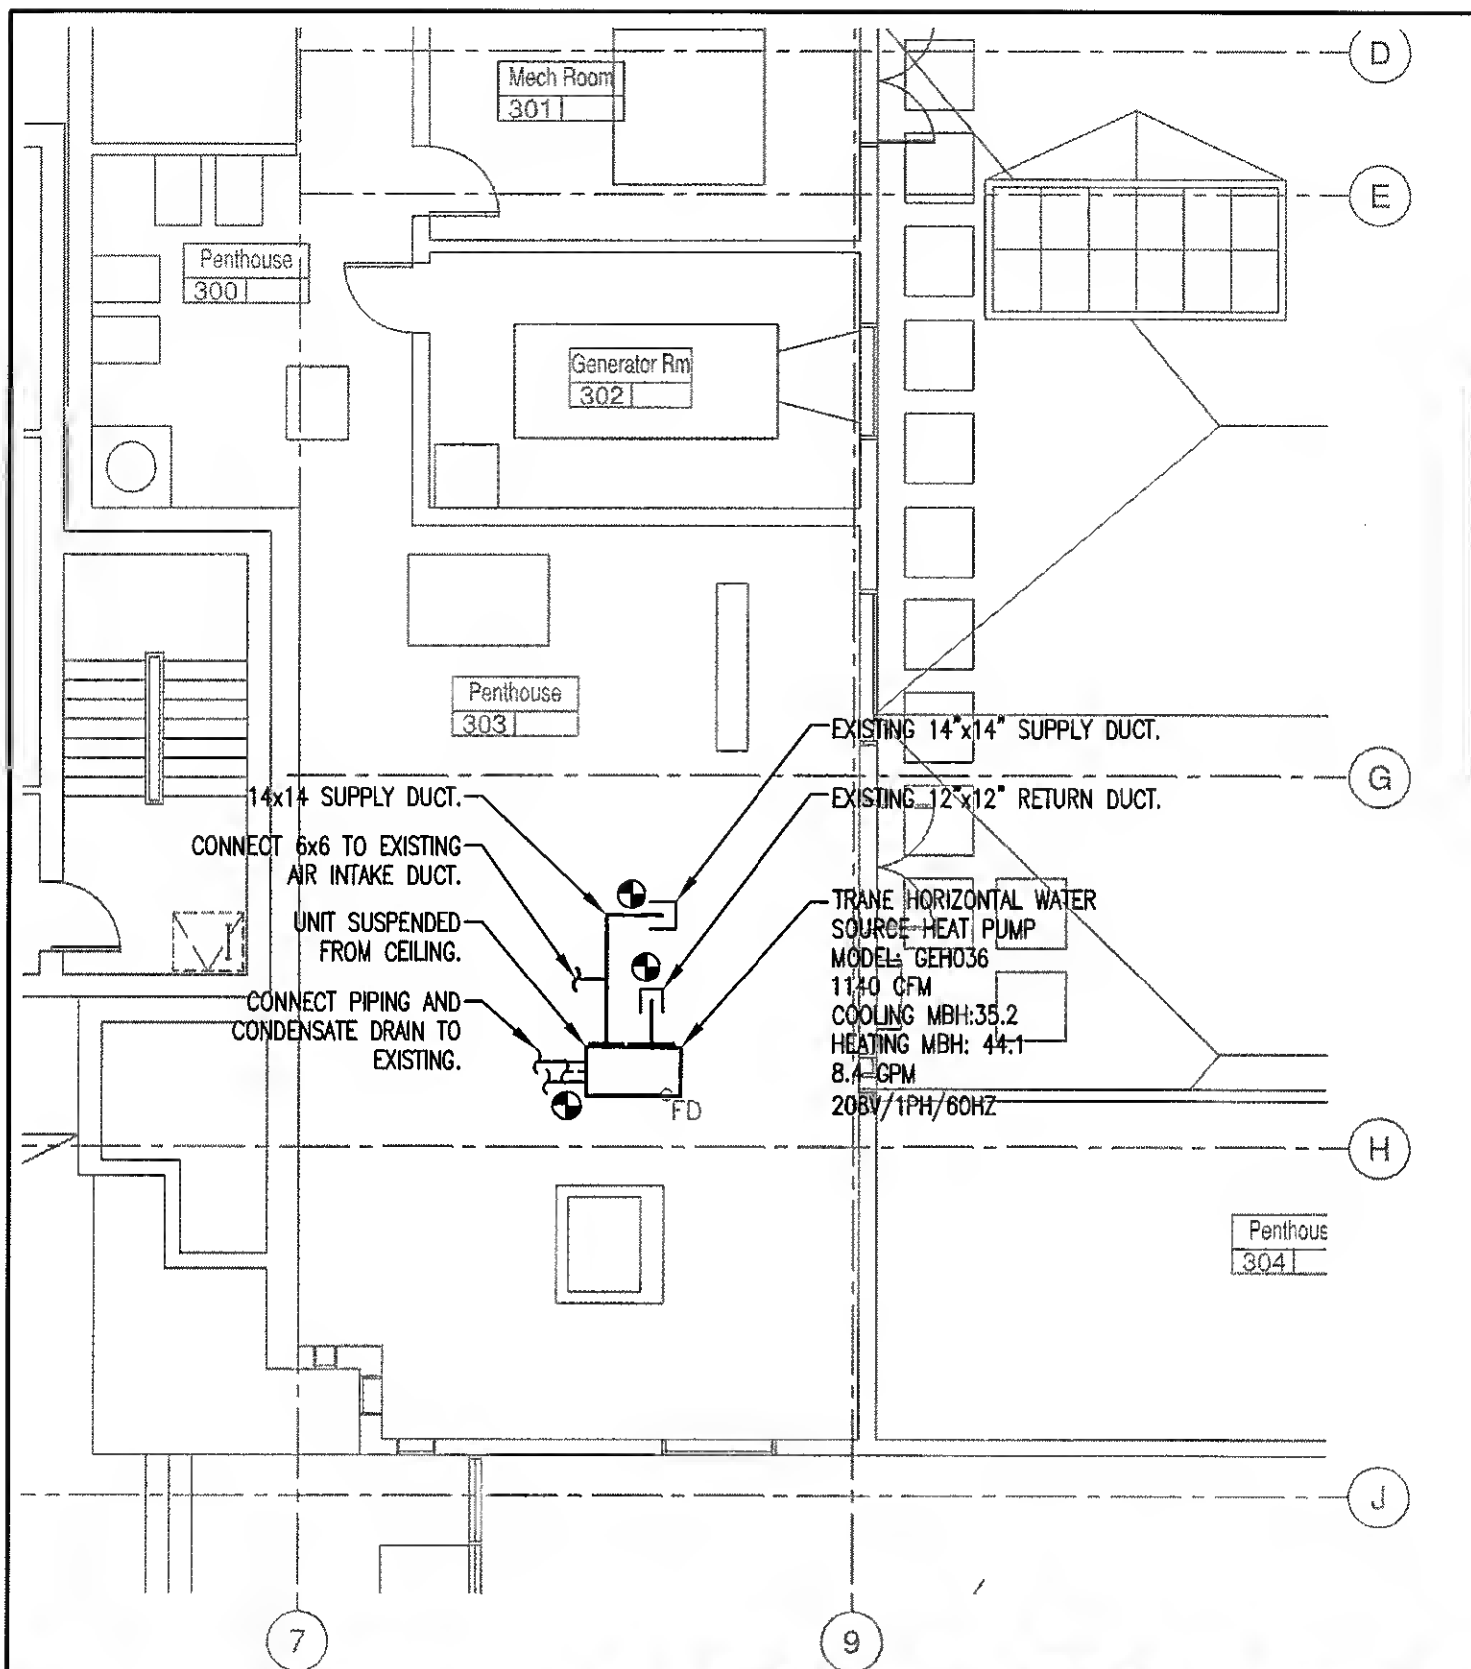 D
Mech Room
301
E
Penthouse
300
Generator Rm
302
Penthouse
303
EXISTING 14"x14" SUPPLY DUCT.
G
14x14 SUPPLY DUCT.
EXISTING 12"x12" RETURN DUCT.
CONNECT 6x6 TO EXISTING
AIR INTAKE DUCT.
UNIT SUSPENDED
FROM CEILING.
CONNECT PIPING AND
CONDENSATE DRAIN TO
EXISTING.
TRANE HORIZONTAL WATER
SOURCE HEAT PUMP
MODEL: GEH036
1140 CFM
COOLING MBH:35.2
HEATING MBH: 44.1
8.4 GPM
208V/1PH/60HZ
FD
H
Penthous
304
J
7
9